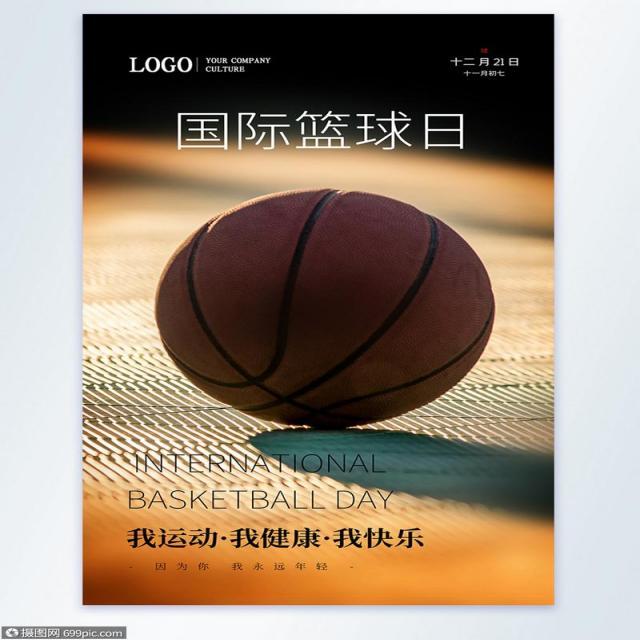 LOGO
YOUR COMPANY
CULTURE
十二月21日
十一月初七
国际篮球日
INTERNATIONAL
BASKETBALL DAY
我运动·我健康·我快乐
- 因为你 我永远年轻 -
摄图网 699pic.com